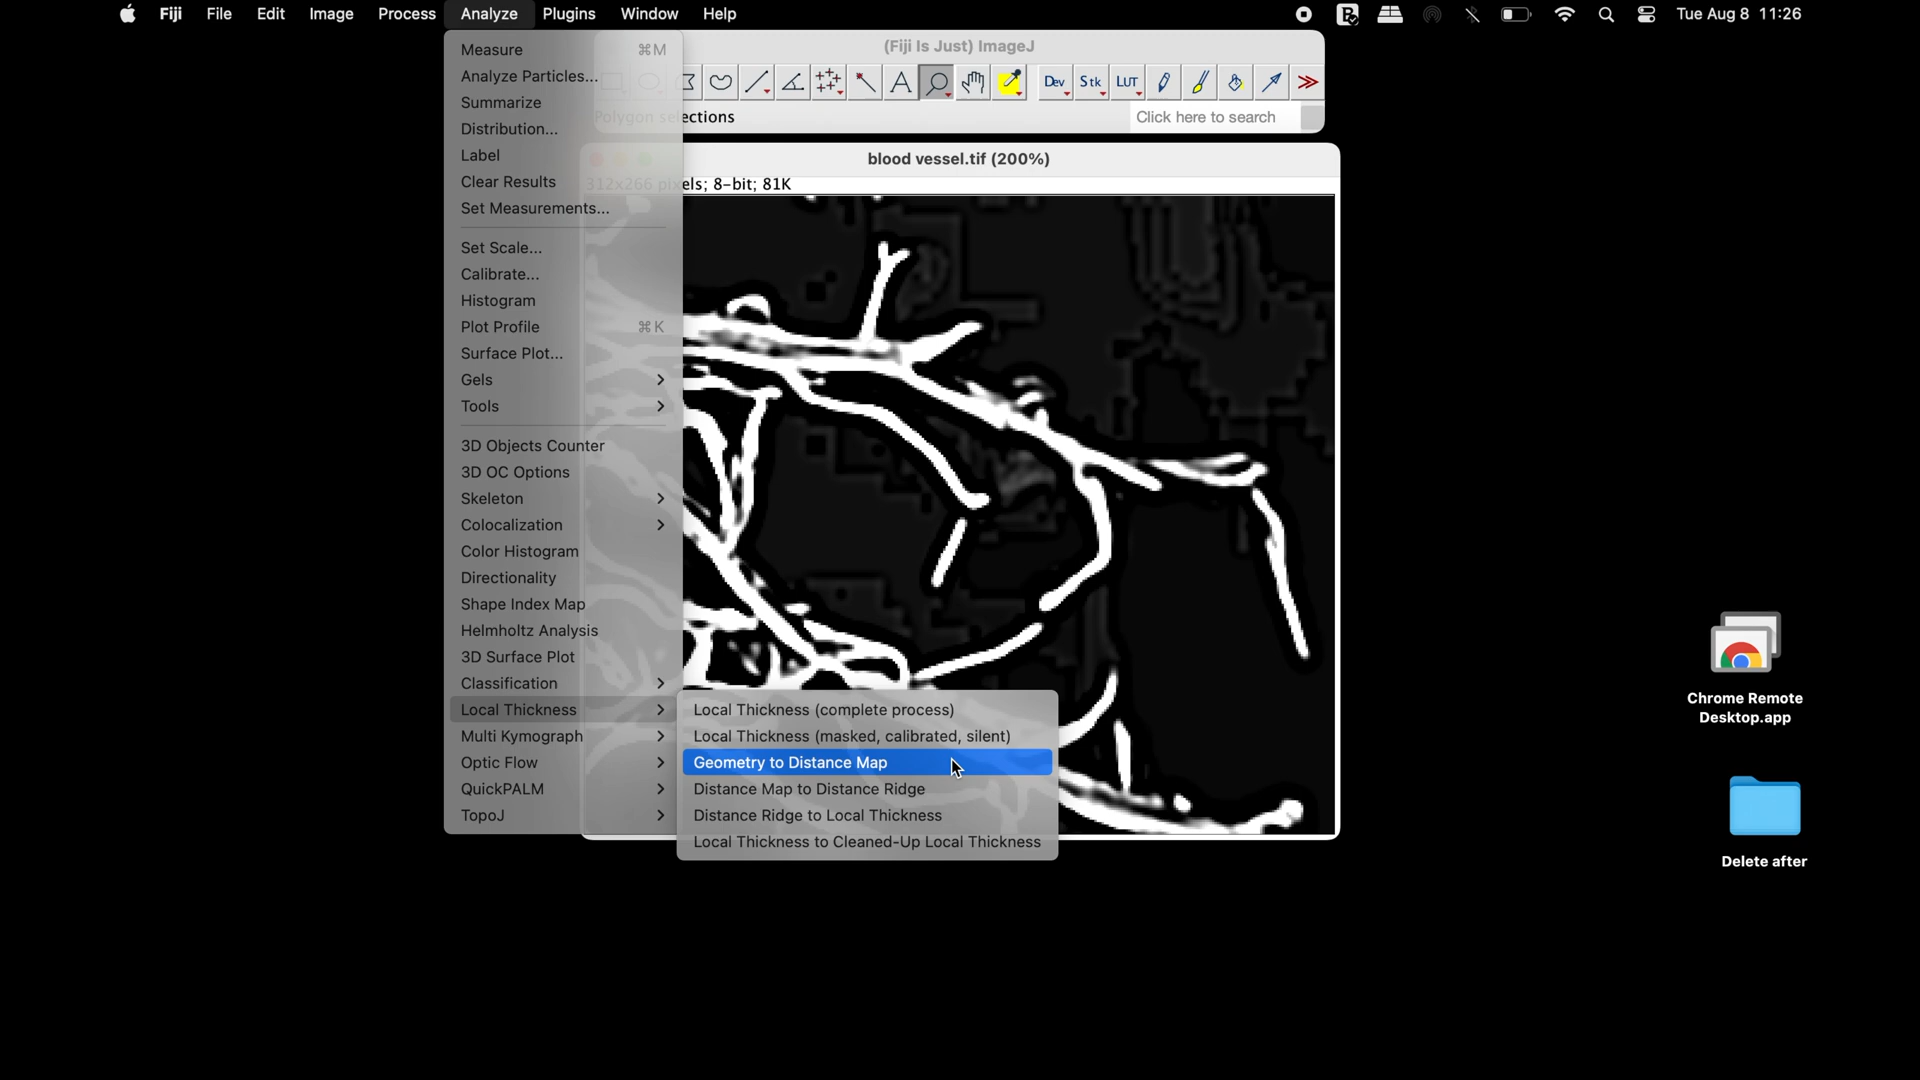 Fiji File Edit Image Process Analyze Plugins Window Help Tue Aug 8 11:26
(Fiji Is Just) ImageJ
Dev Stk LUT
Polygon selections
Click here to search
blood vessel.tif (200%)
312x266 pixels; 8-bit; 81K
Measure ⌘M
Analyze Particles...
Summarize
Distribution...
Label
Clear Results
Set Measurements...
Set Scale...
Calibrate...
Histogram
Plot Profile ⌘K
Surface Plot...
Gels
Tools
3D Objects Counter
3D OC Options
Skeleton
Colocalization
Color Histogram
Directionality
Shape Index Map
Helmholtz Analysis
3D Surface Plot
Classification
Local Thickness
Multi Kymograph
Optic Flow
QuickPALM
TopoJ
Local Thickness (complete process)
Local Thickness (masked, calibrated, silent)
Geometry to Distance Map
Distance Map to Distance Ridge
Distance Ridge to Local Thickness
Local Thickness to Cleaned-Up Local Thickness
Chrome Remote
Desktop.app
Delete after